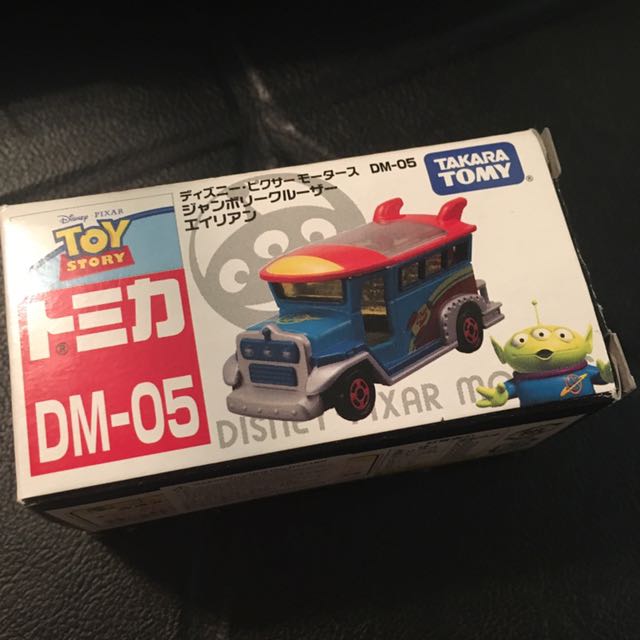 Disney PIXAR
TOY
STORY
トミカ
®
DM-05
ディズニー・ピクサー モータース DM-05
ジャンボリークルーザー
エイリアン
TAKARA
TOMY
DISNEY PIXAR MO